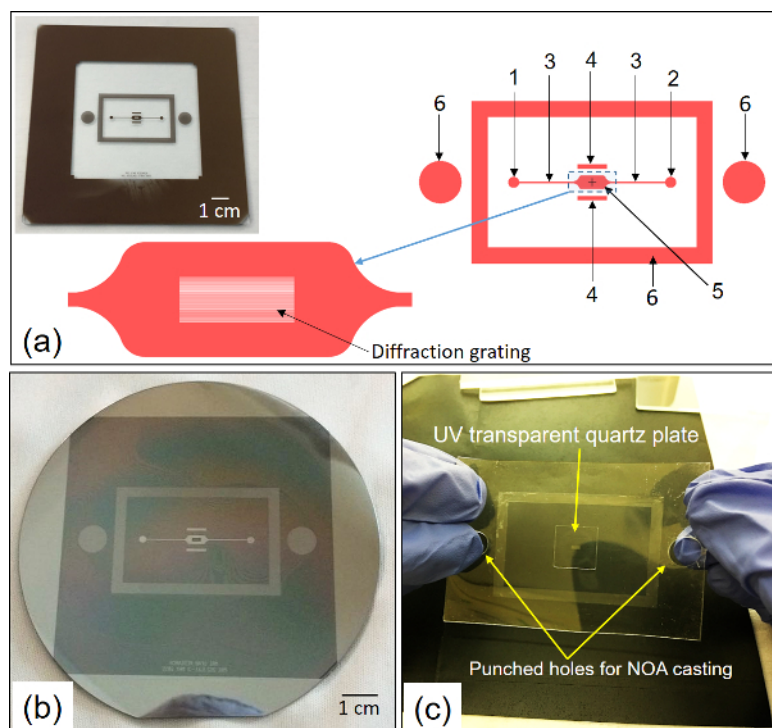 1 cm
1
3
4
3
2
6
6
4
6
5
(a)
Diffraction grating
(b)
1 cm
UV transparent quartz plate
Punched holes for NOA casting
(c)